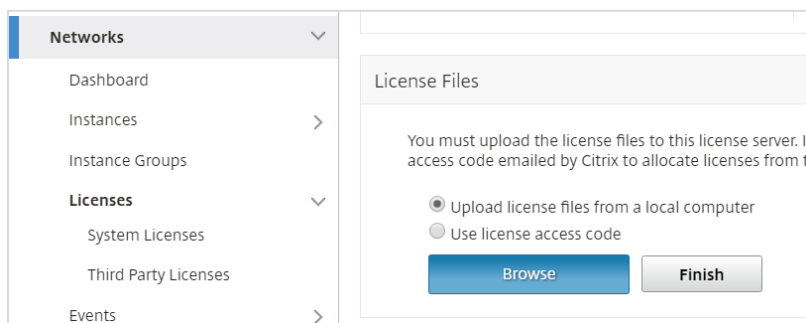 Networks
Dashboard
Instances
Instance Groups
Licenses
System Licenses
Third Party Licenses
Events
License Files
You must upload the license files to this license server. I
access code emailed by Citrix to allocate licenses from t
Upload license files from a local computer
Use license access code
Browse
Finish